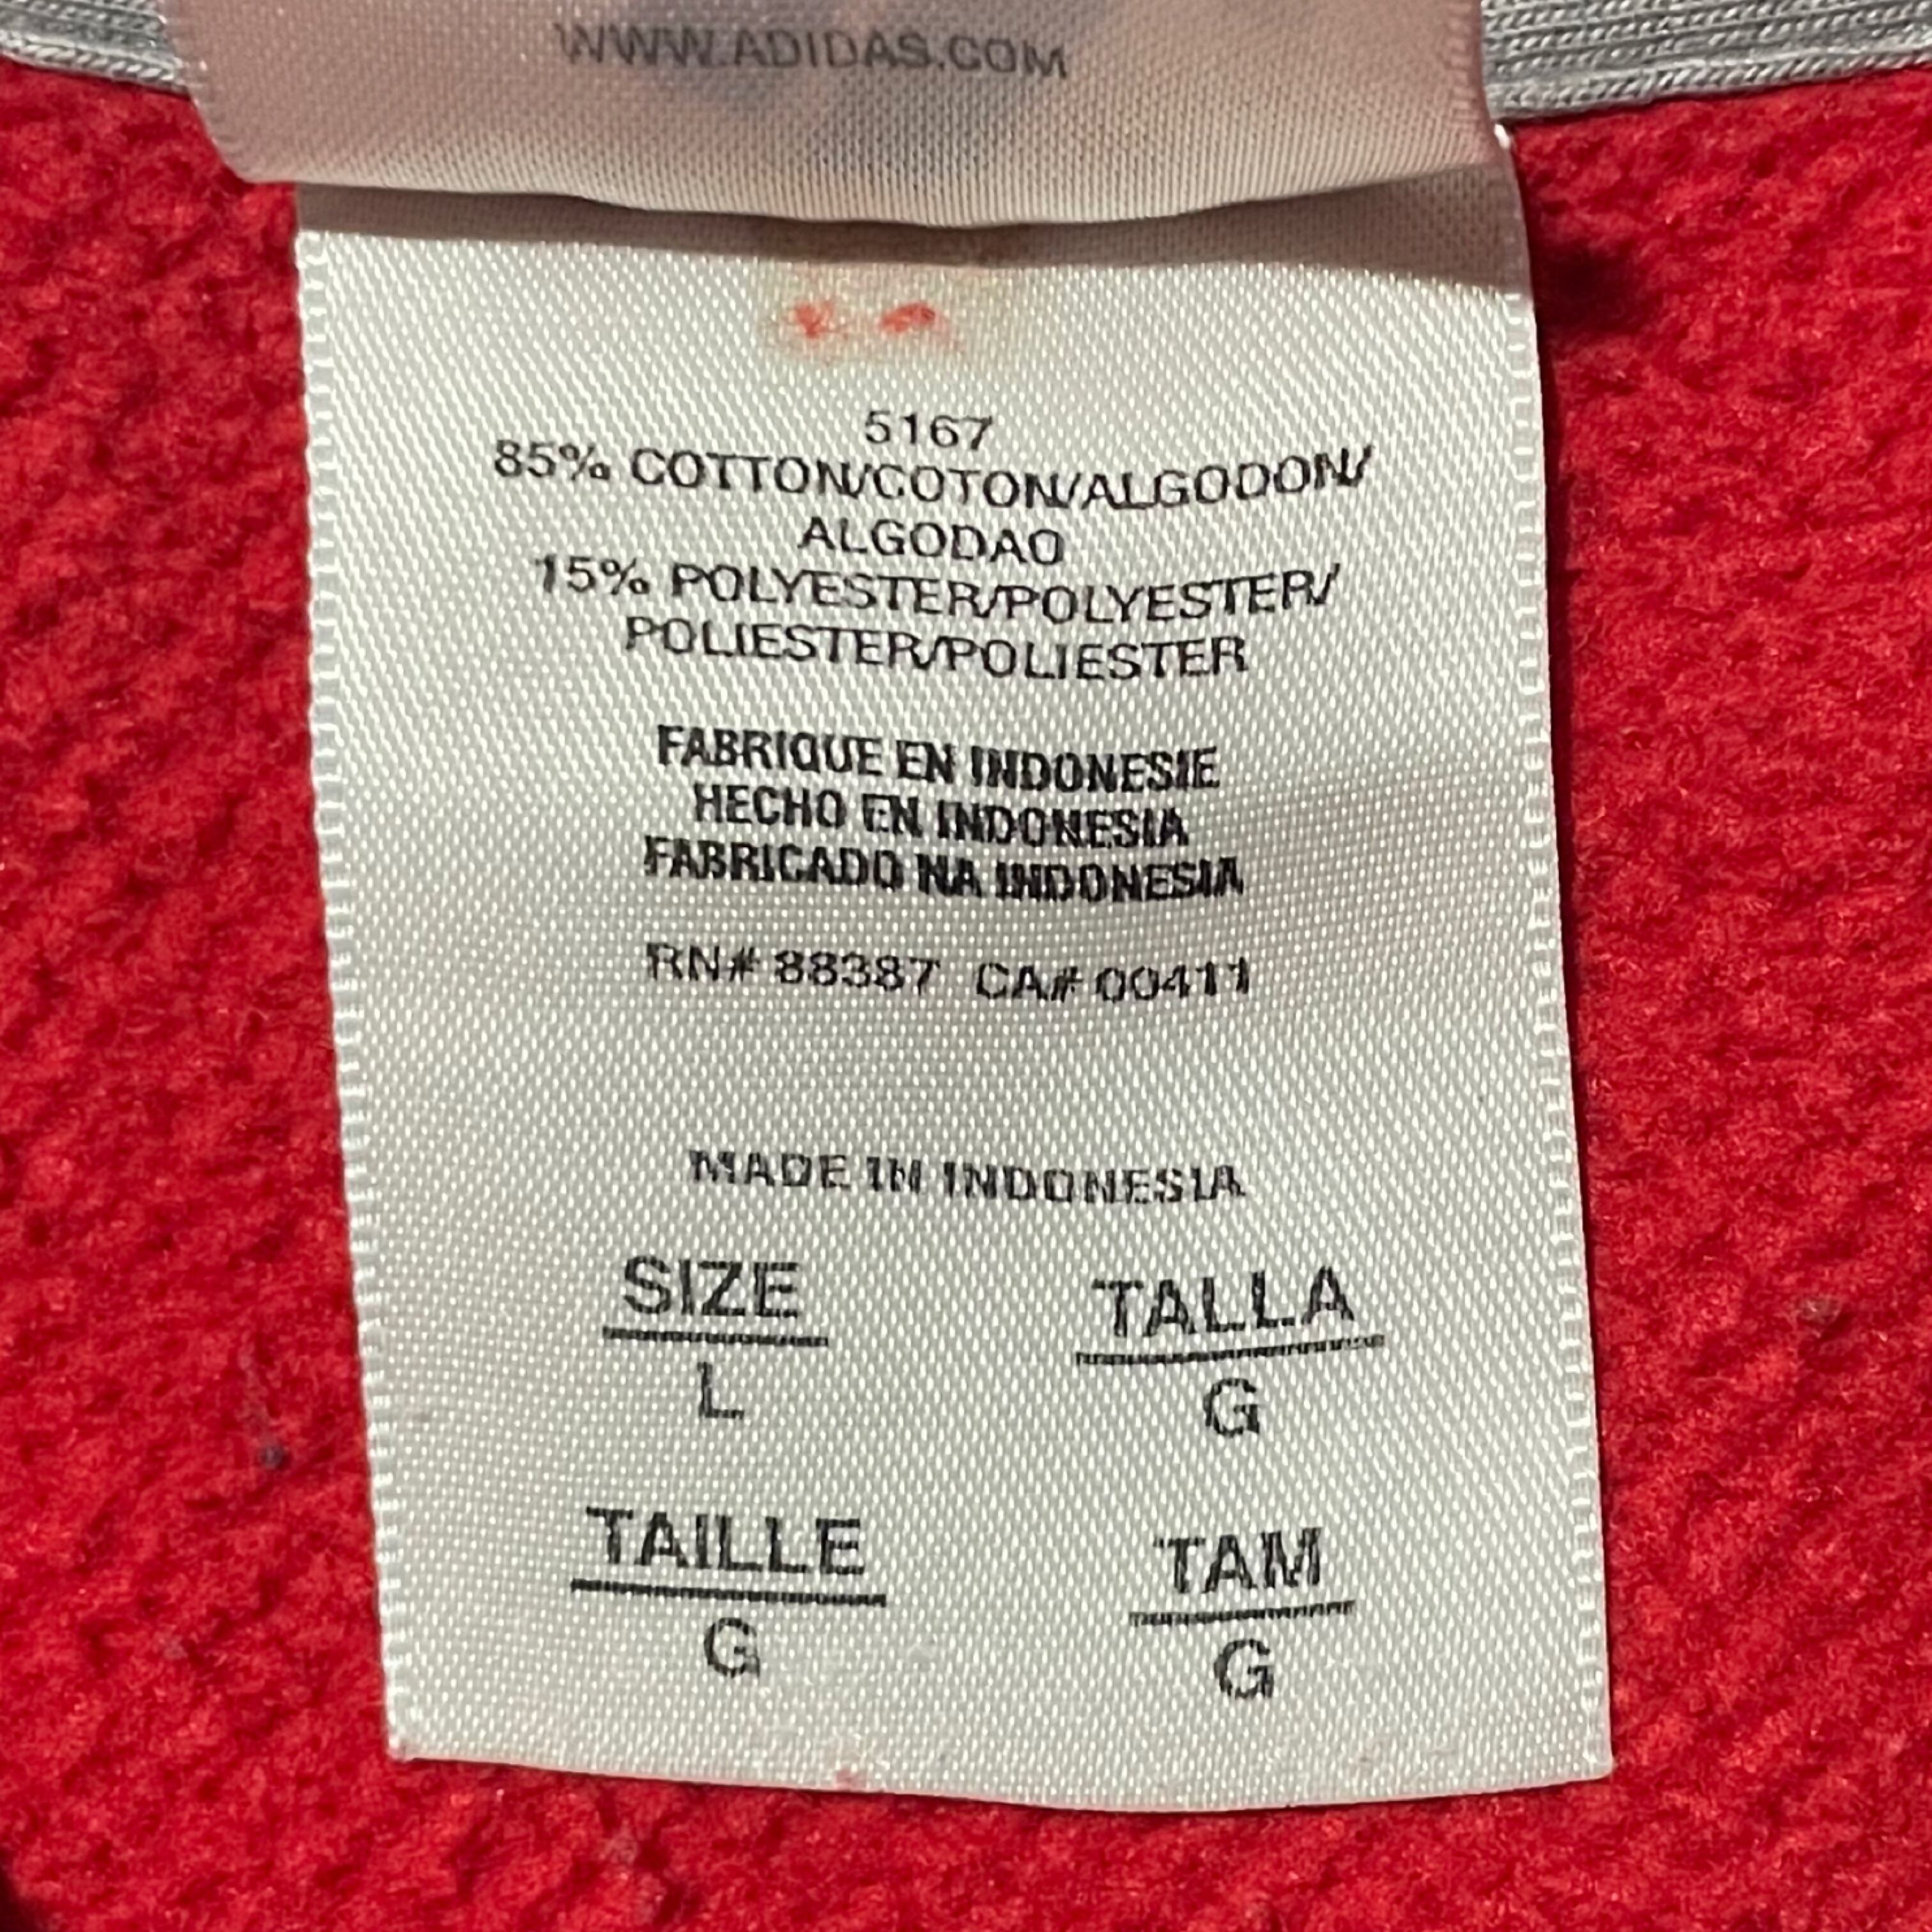 WWW.ADIDAS.COM
5167
85% COTTON/COTON/ALGODON/
ALGODAO
15% POLYESTER/POLYESTER/
POLIESTER/POLIESTER
FABRIQUE EN INDONESIE
HECHO EN INDONESIA
FABRICADO NA INDONESIA
RN# 88387 CA# 00411
MADE IN INDONESIA
SIZE TALLA
L G
TAILLE TAM
G G